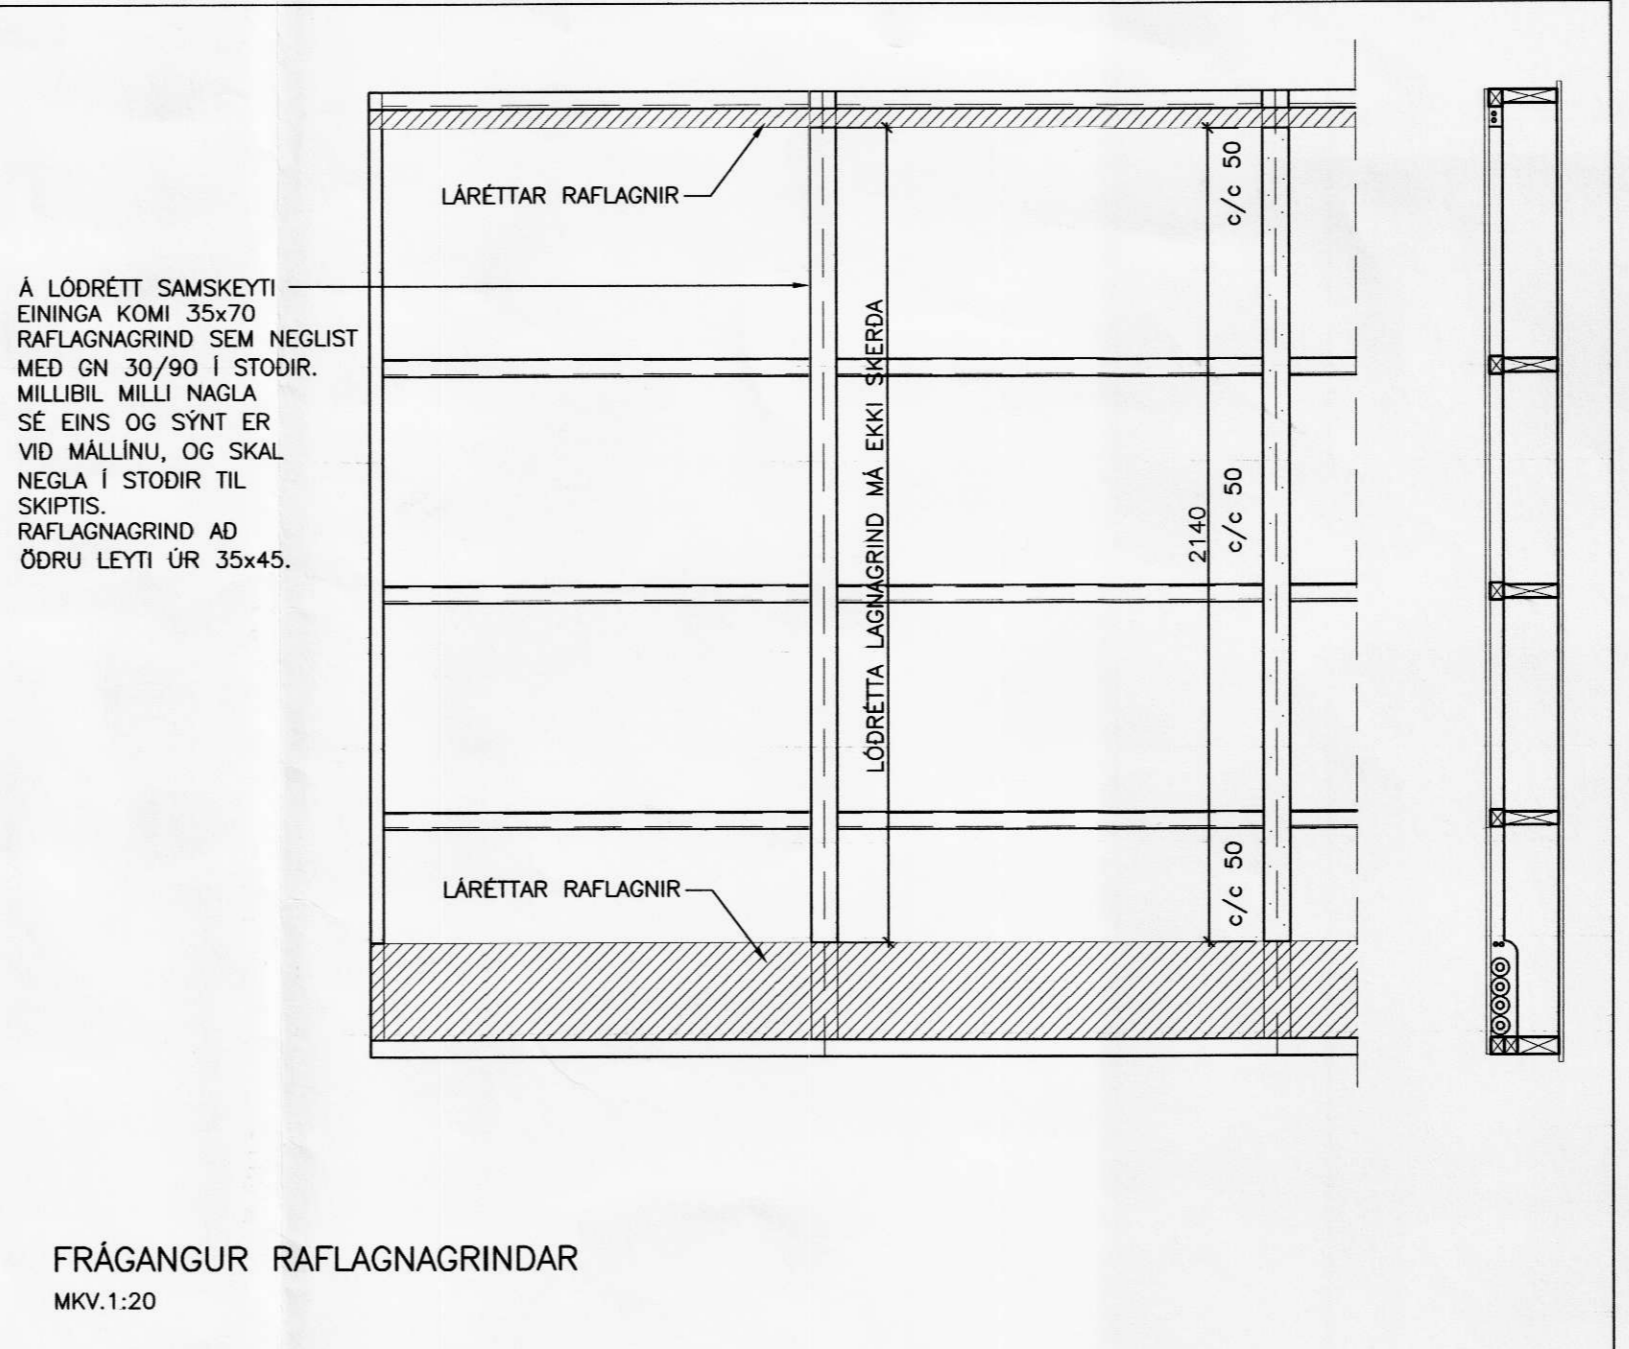 LÁRÉTTAR RAFLAGNIR
c/c 50
Á LÓÐRÉTT SAMSKEYTI
EININGA KOMI 35x70
RAFLAGNAGRIND SEM NEGLIST
MEÐ GN 30/90 Í STOÐIR.
MILLIBIL MILLI NAGLA
SÉ EINS OG SÝNT ER
VIÐ MÁLLÍNU, OG SKAL
NEGLA Í STOÐIR TIL
SKIPTIS.
RAFLAGNAGRIND AÐ
ÖÐRU LEYTI ÚR 35x45.
LÓÐRÉTTA LAGNAGRIND MÁ EKKI SKERÐA
2140
c/c 50
c/c 50
LÁRÉTTAR RAFLAGNIR
FRÁGANGUR RAFLAGNAGRINDAR
MKV.1:20